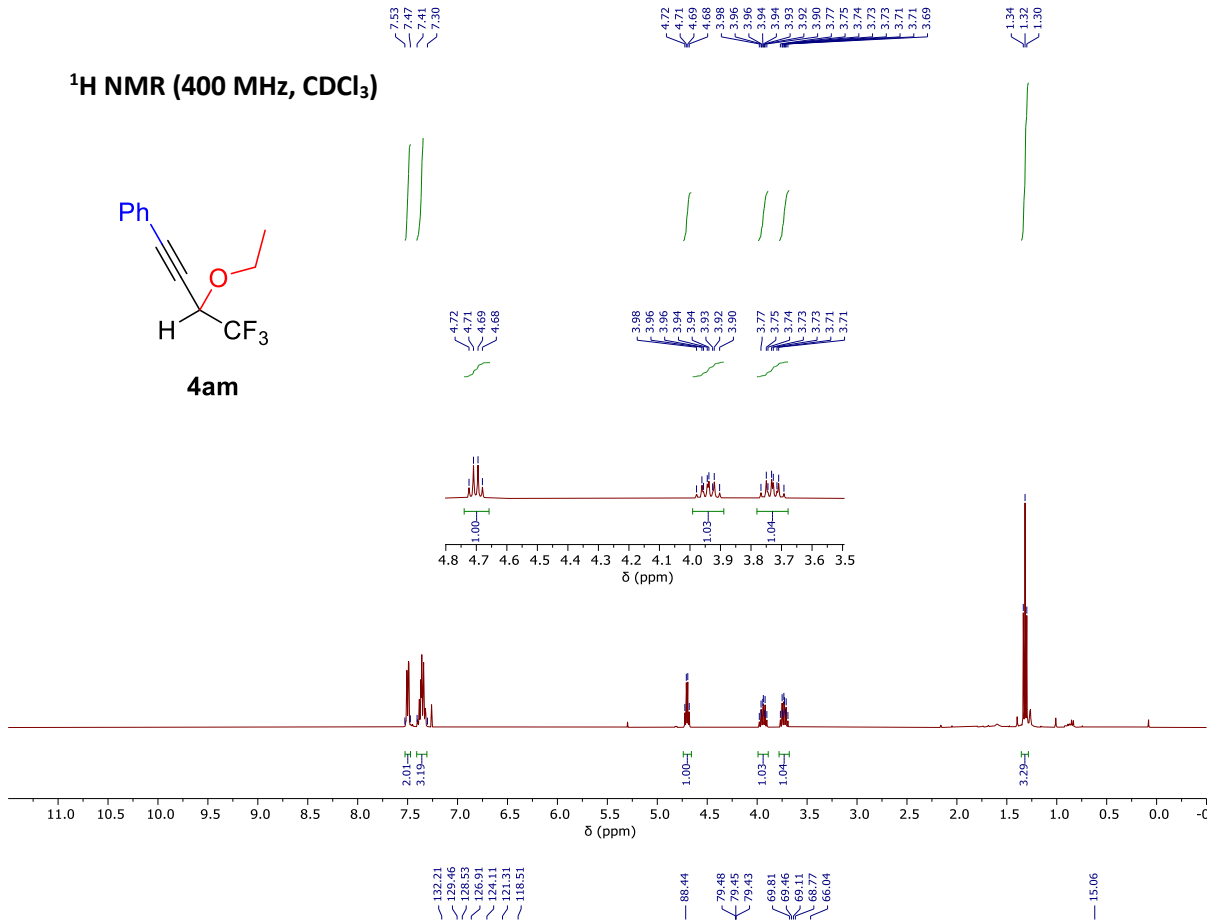 7.53 7.47 7.41 7.30 4.72 4.71 4.69 4.68 3.98 3.96 3.96 3.94 3.94 3.93 3.92 3.90 3.77 3.75 3.74 3.73 3.73 3.71 3.71 3.69 1.34 1.32 1.30
¹H NMR (400 MHz, CDCl₃)
Ph
O
H CF₃
4am
4.72 4.71 4.69 4.68 3.98 3.96 3.96 3.94 3.94 3.93 3.92 3.90 3.77 3.75 3.74 3.73 3.73 3.71 3.71
1.00 1.03 1.04
4.8 4.7 4.6 4.5 4.4 4.3 4.2 4.1 4.0 3.9 3.8 3.7 3.6 3.5
δ (ppm)
2.01 3.19 1.00 1.03 1.04 3.29
11.0 10.5 10.0 9.5 9.0 8.5 8.0 7.5 7.0 6.5 6.0 5.5 5.0 4.5 4.0 3.5 3.0 2.5 2.0 1.5 1.0 0.5 0.0 -0
δ (ppm)
132.21 129.46 128.53 126.91 124.11 121.31 118.51 88.44 79.48 79.45 79.43 69.81 69.46 69.11 68.77 66.04 15.06